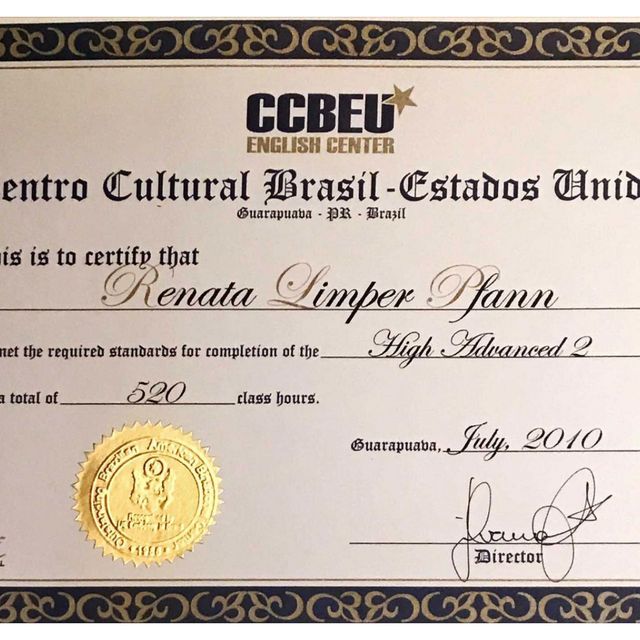 CCBEU
ENGLISH CENTER
entro Cultural Brasil-Estados Unid
Guarapuava - PR - Brazil
is is to certify that
Renata Limper Pfann
met the required standards for completion of the High Advanced 2
a total of 520 class hours.
Guarapuava, July, 2010
Director